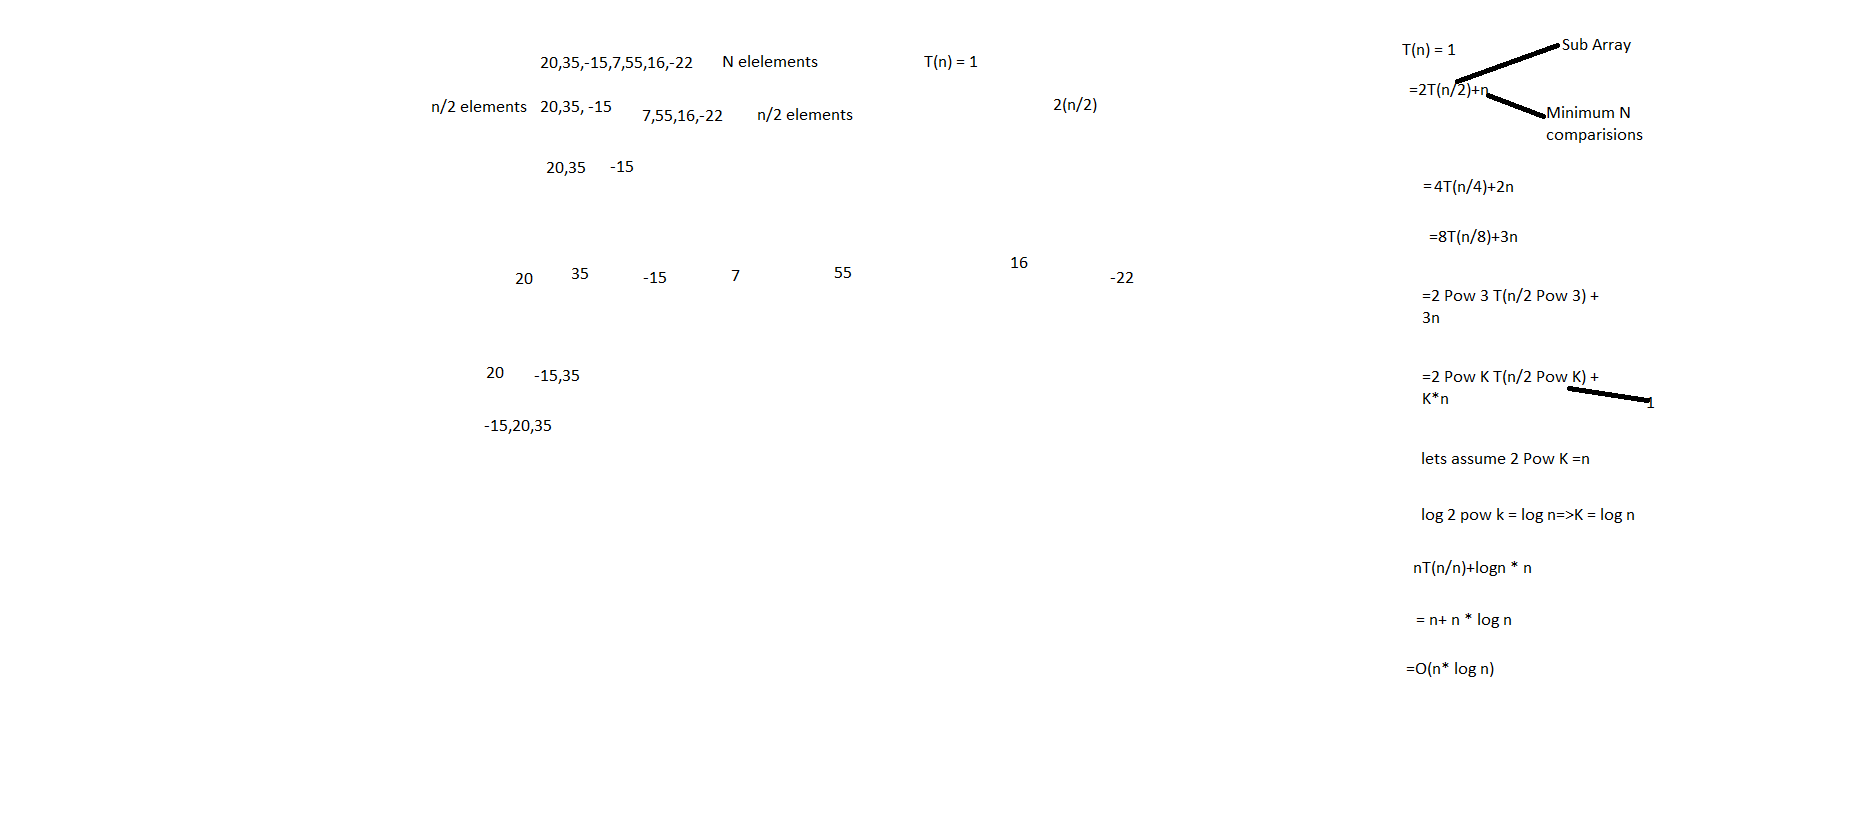 20,35,-15,7,55,16,-22 N elelements T(n) = 1
n/2 elements 20,35, -15 7,55,16,-22 n/2 elements 2(n/2)
20,35 -15
20 35 -15 7 55 16 -22
20 -15,35
-15,20,35
T(n) = 1 Sub Array
=2T(n/2)+n
Minimum N
comparisions
=4T(n/4)+2n
=8T(n/8)+3n
=2 Pow 3 T(n/2 Pow 3) +
3n
=2 Pow K T(n/2 Pow K) +
K*n
1
lets assume 2 Pow K =n
log 2 pow k = log n=>K = log n
nT(n/n)+logn * n
= n+ n * log n
=O(n* log n)